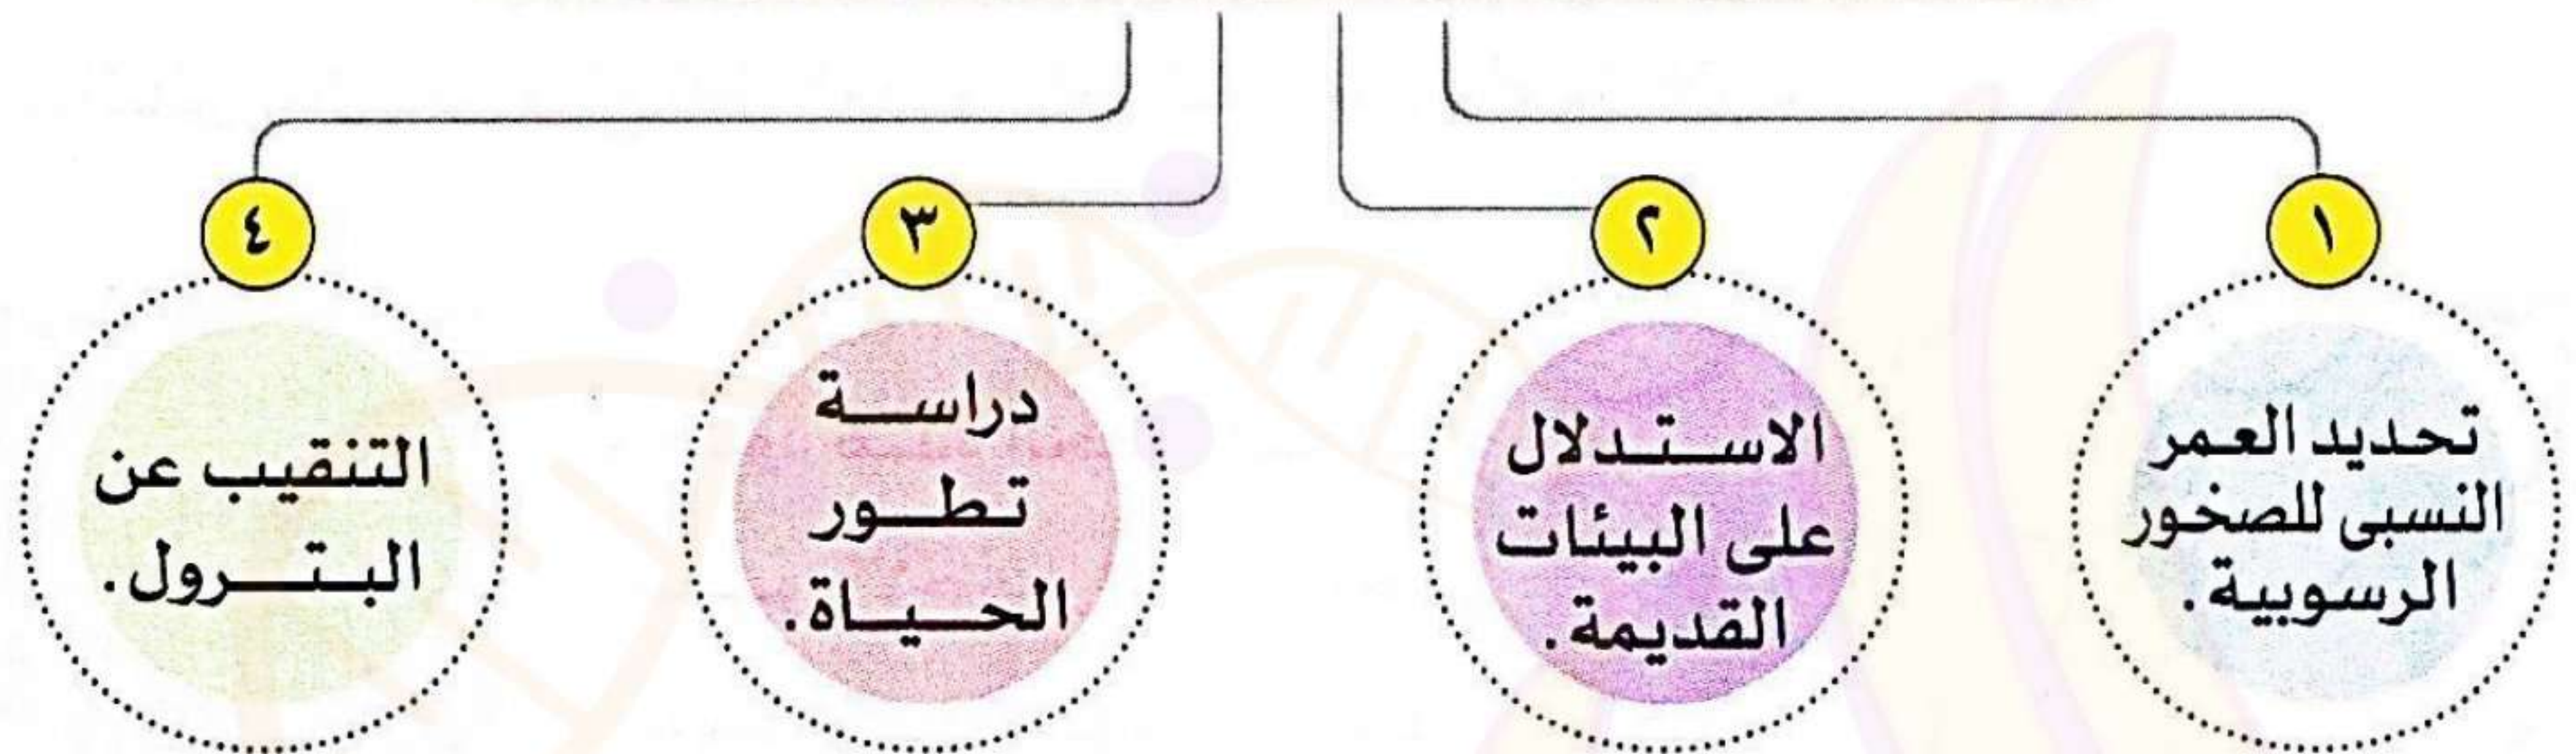 ١
تحديد العمر
النسبى للصخور
الرسوبية.
٢
الاستدلال
على البيئات
القديمة.
٣
دراسة
تطور
الحياة.
٤
التنقيب عن
البترول.